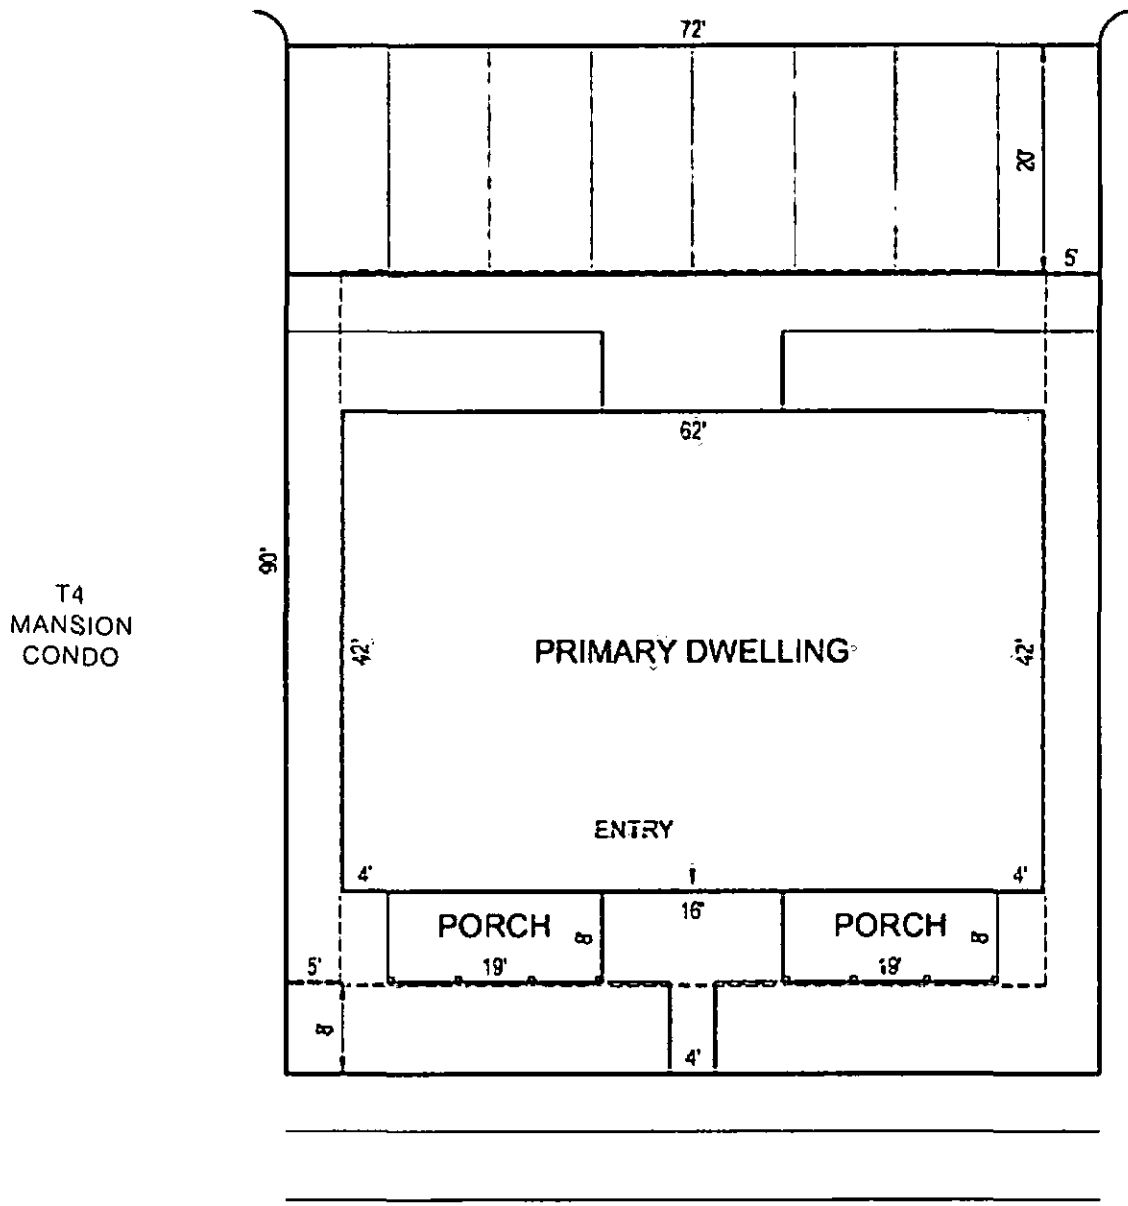 72'
20'
5'
62'
90'
T4
MANSION
CONDO
42'
PRIMARY DWELLING
42'
ENTRY
4'
4'
16'
PORCH
8'
PORCH
8'
5'
19'
19'
8'
4'